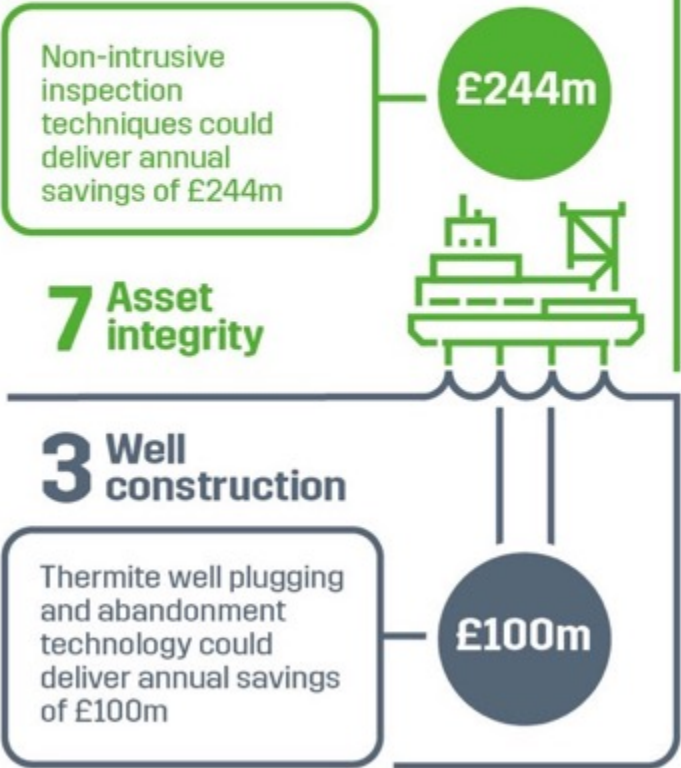 Non-intrusive
inspection
techniques could
deliver annual
savings of £244m
£244m
7 Asset
integrity
3 Well
construction
Thermite well plugging
and abandonment
technology could
deliver annual savings
of £100m
£100m